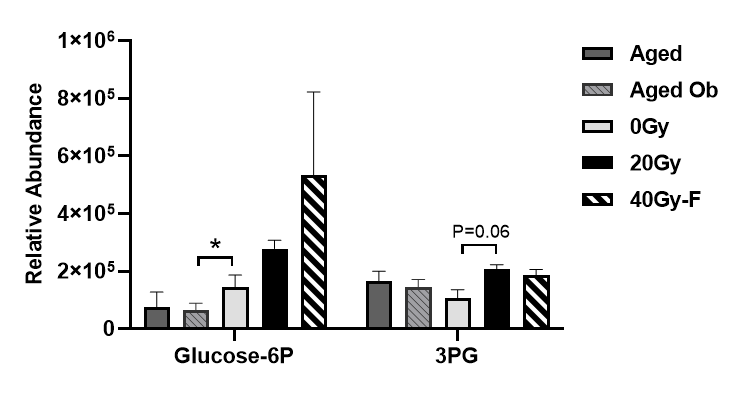 1×10⁶
8×10⁵
6×10⁵
4×10⁵
2×10⁵
0
Relative Abundance
*
P=0.06
Glucose-6P
3PG
Aged
Aged Ob
0Gy
20Gy
40Gy-F